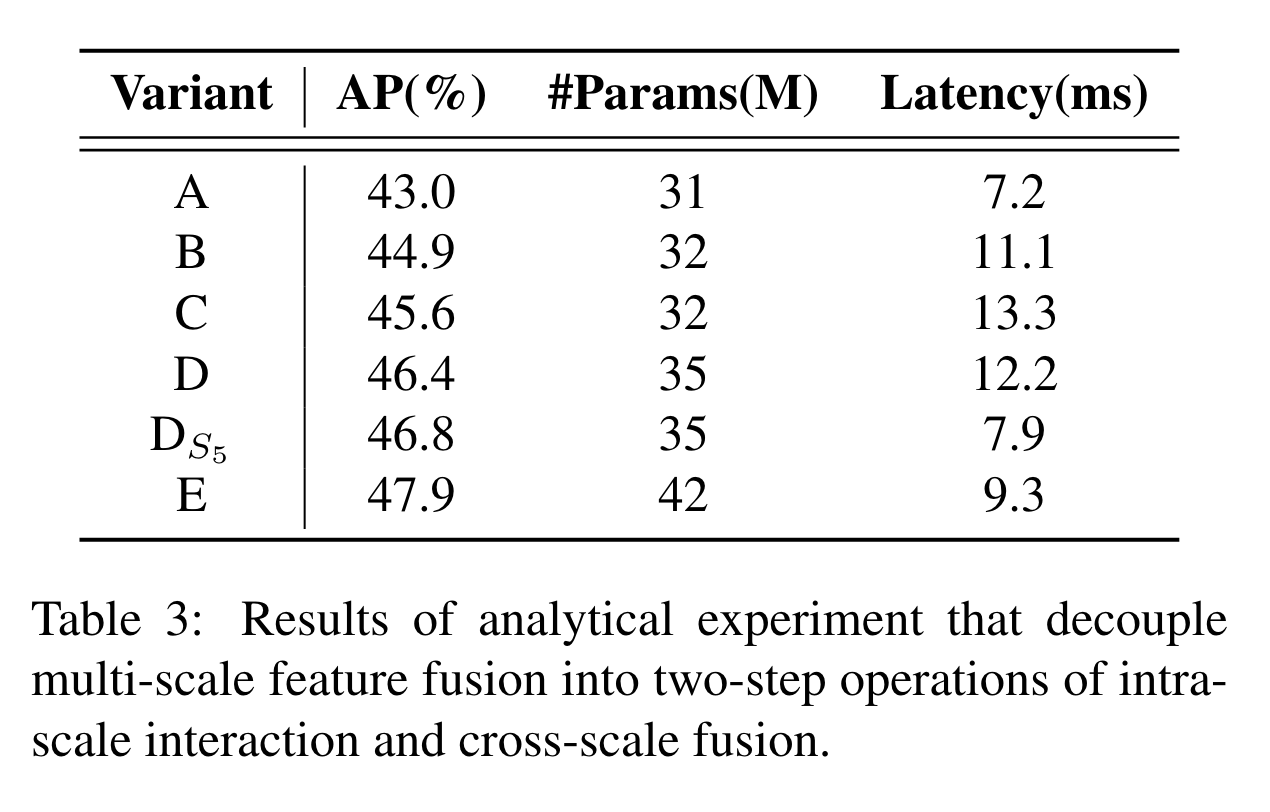 Variant AP(%) #Params(M) Latency(ms)
A 43.0 31 7.2
B 44.9 32 11.1
C 45.6 32 13.3
D 46.4 35 12.2
D_{S_5} 46.8 35 7.9
E 47.9 42 9.3
Table 3: Results of analytical experiment that decouple
multi-scale feature fusion into two-step operations of intra-
scale interaction and cross-scale fusion.